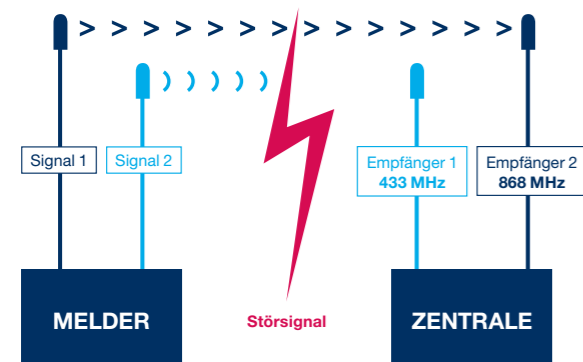 Signal 1
Signal 2
Empfänger 1
433 MHz
Empfänger 2
868 MHz
MELDER
Störsignal
ZENTRALE